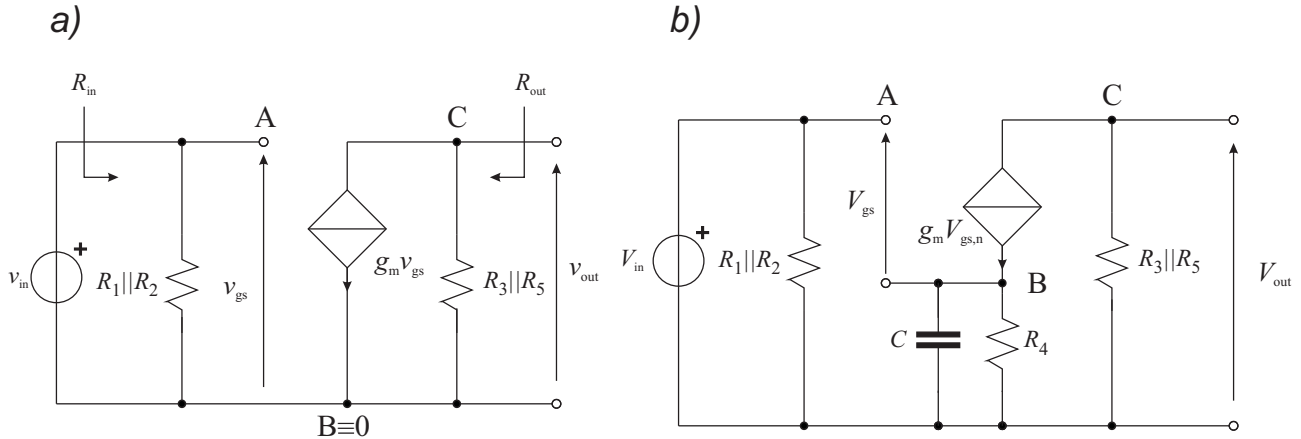 a)
R_in
R_out
A
C
+
v_in
R_1||R_2
v_gs
g_m v_gs
R_3||R_5
v_out
B≡0
b)
A
C
V_gs
+
V_in
R_1||R_2
g_m V_gs,n
B
R_3||R_5
V_out
C
R_4